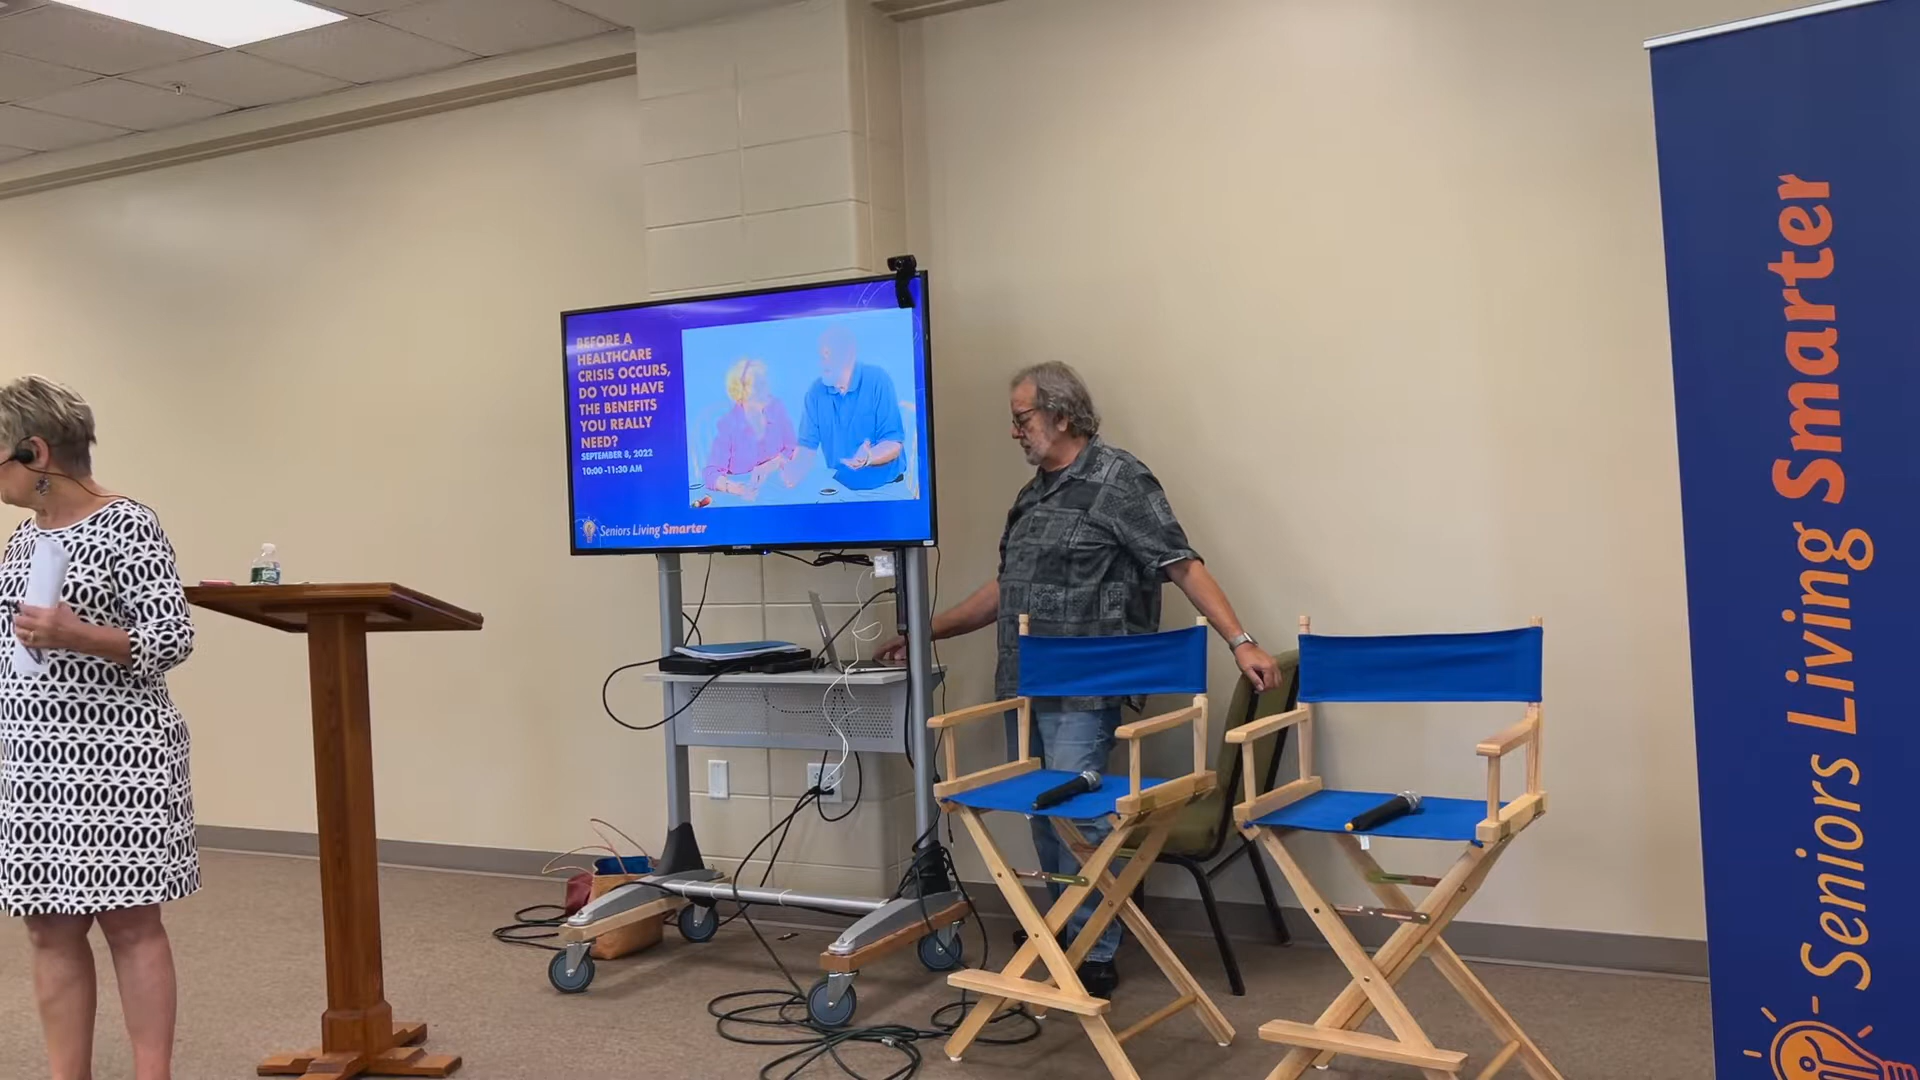 BEFORE A
HEALTHCARE
CRISIS OCCURS,
DO YOU HAVE
THE BENEFITS
YOU REALLY
NEED?
SEPTEMBER 8, 2022
10:00 -11:30 AM
Seniors Living Smarter
Seniors Living Smarter